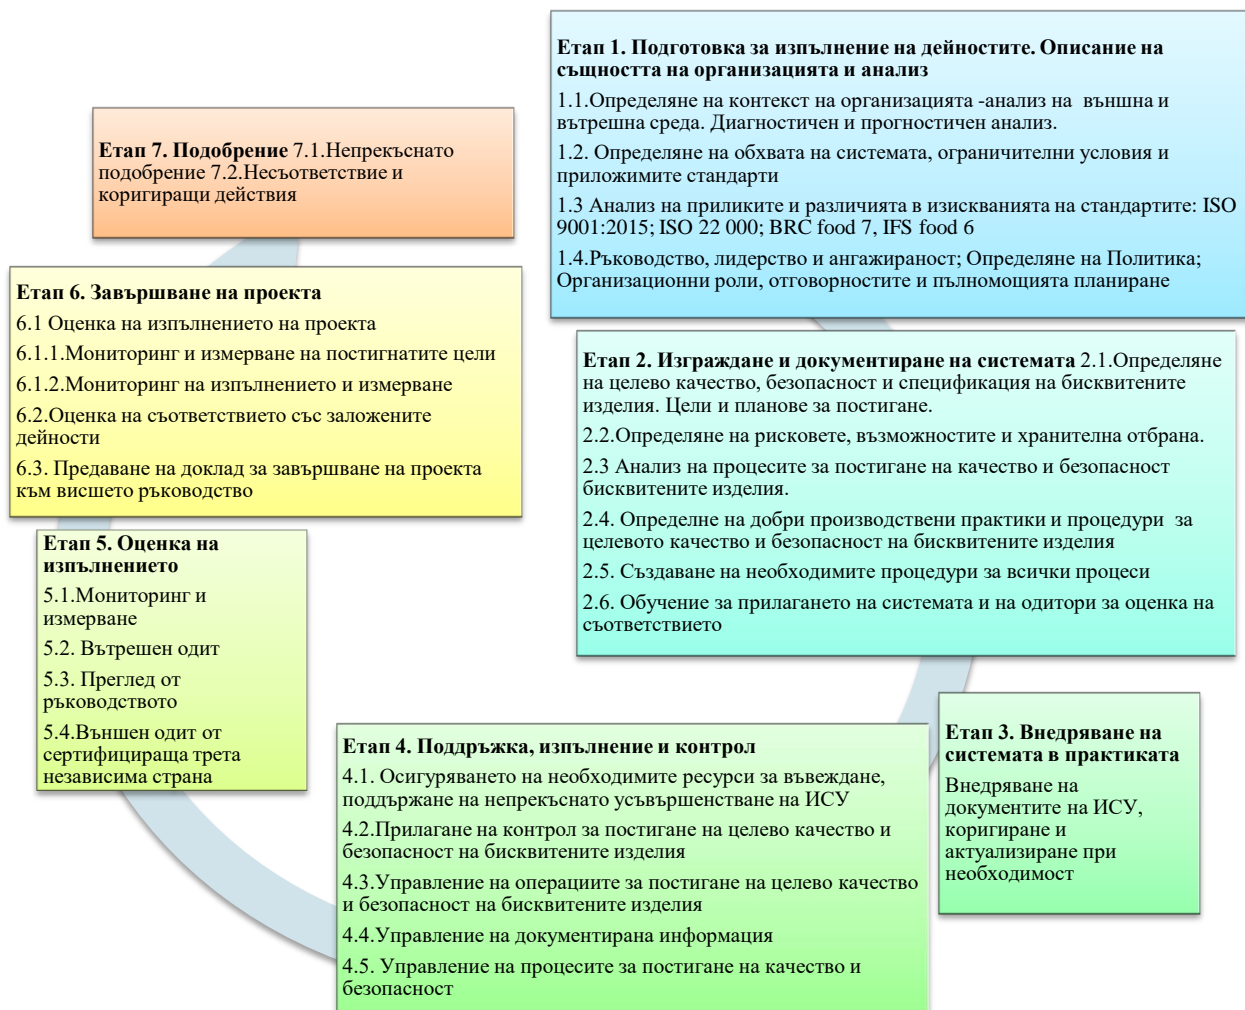 Етап 1. Подготовка за изпълнение на дейностите. Описание на
същността на организацията и анализ
1.1.Определяне на контекст на организацията -анализ на  външна и
вътрешна среда. Диагностичен и прогностичен анализ.
1.2. Определяне на обхвата на системата, ограничителни условия и
приложимите стандарти
1.3 Анализ на приликите и различията в изискванията на стандартите: ISO
9001:2015; ISO 22 000; BRC food 7, IFS food 6
1.4.Ръководство, лидерство и ангажираност; Определяне на Политика;
Организационни роли, отговорностите и пълномощията планиране
Етап 2. Изграждане и документиране на системата 2.1.Определяне
на целево качество, безопасност и спецификация на бисквитените
изделия. Цели и планове за постигане.
2.2.Определяне на рисковете, възможностите и хранителна отбрана.
2.3 Анализ на процесите за постигане на качество и безопасност
бисквитените изделия.
2.4. Определне на добри производствени практики и процедури  за
целевото качество и безопасност на бисквитените изделия
2.5. Създаване на необходимите процедури за всички процеси
2.6. Обучение за прилагането на системата и на одитори за оценка на
съответствието
Етап 3. Внедряване на
системата в практиката
Внедряване на
документите на ИСУ,
коригиране и
актуализиране при
необходимост
Етап 4. Поддръжка, изпълнение и контрол
4.1. Осигуряването на необходимите ресурси за въвеждане,
поддържане на непрекъснато усъвършенстване на ИСУ
4.2.Прилагане на контрол за постигане на целево качество и
безопасност на бисквитените изделия
4.3.Управление на операциите за постигане на целево качество
и безопасност на бисквитените изделия
4.4.Управление на документирана информация
4.5. Управление на процесите за постигане на качество и
безопасност
Етап 5. Оценка на
изпълнението
5.1.Мониторинг и
измерване
5.2. Вътрешен одит
5.3. Преглед от
ръководството
5.4.Външен одит от
сертифицираща трета
независима страна
Етап 6. Завършване на проекта
6.1 Оценка на изпълнението на проекта
6.1.1.Мониторинг и измерване на постигнатите цели
6.1.2.Мониторинг на изпълнението и измерване
6.2.Оценка на съответствието със заложените
дейности
6.3. Предаване на доклад за завършване на проекта
към висшето ръководство
Етап 7. Подобрение 7.1.Непрекъснато
подобрение 7.2.Несъответствие и
коригиращи действия